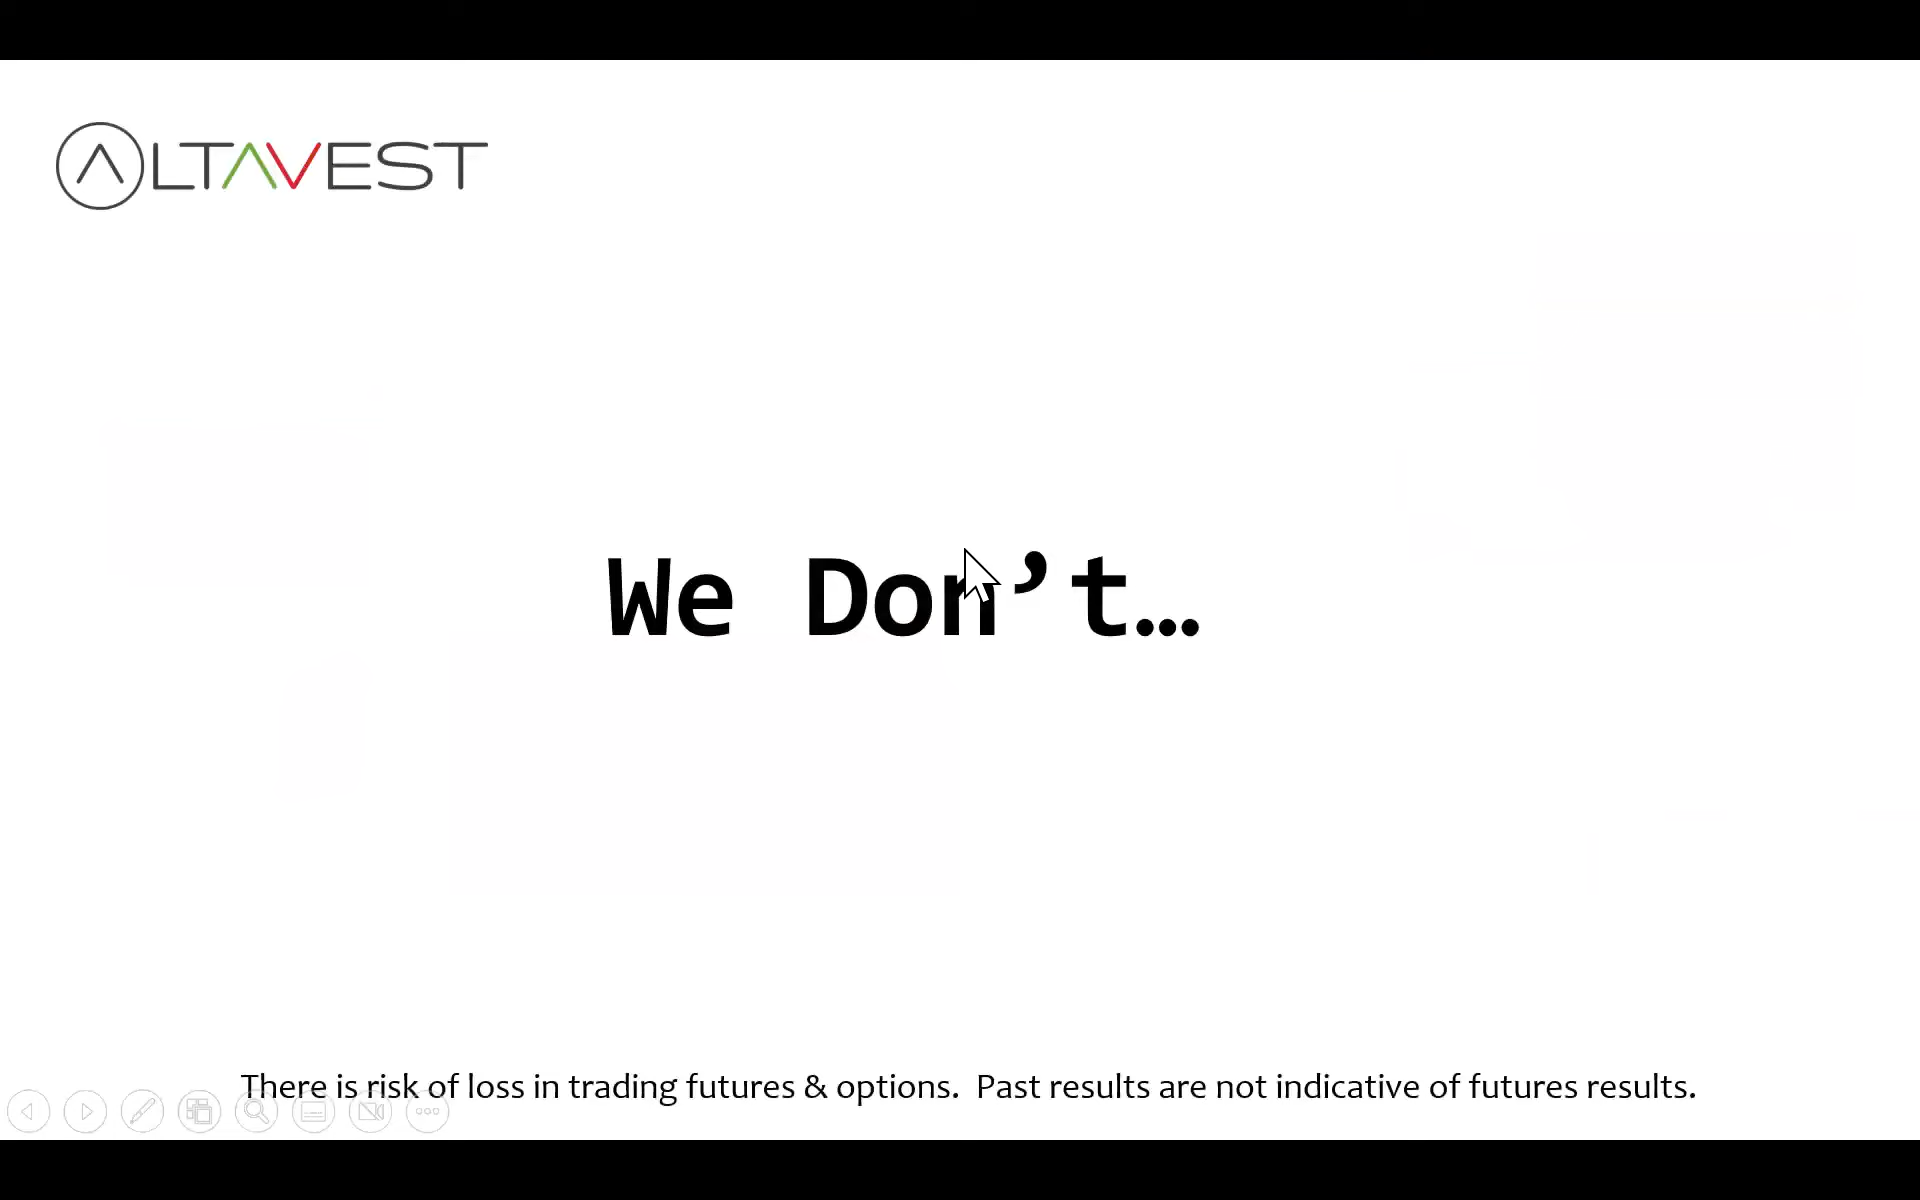 ALTAVEST
We Don’t…
There is risk of loss in trading futures & options.  Past results are not indicative of futures results.